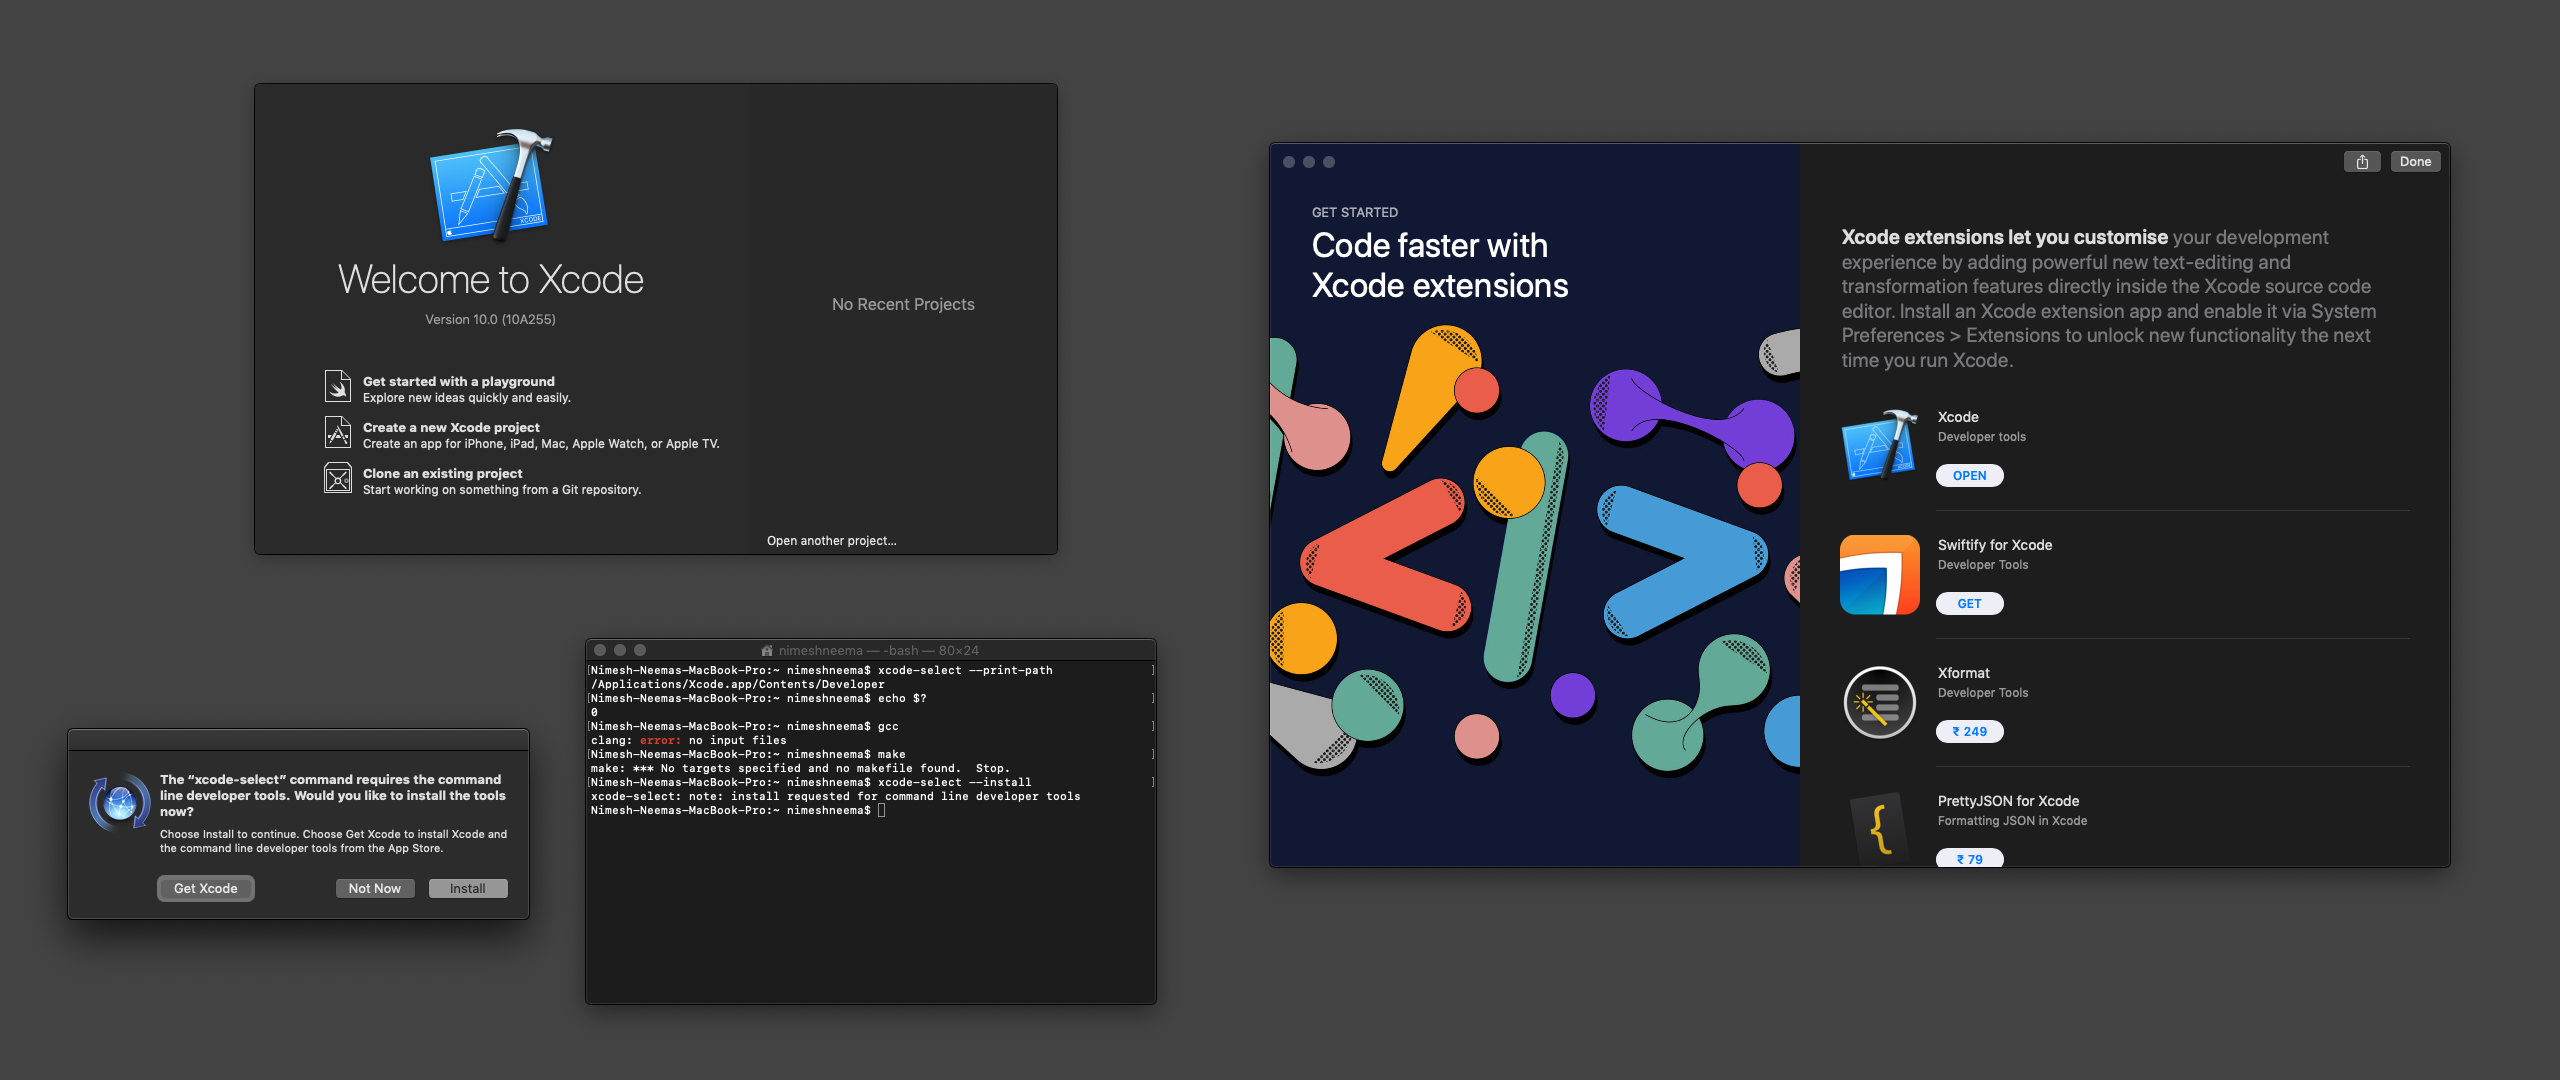 XCODE
Welcome to Xcode
Version 10.0 (10A255)
Get started with a playground
Explore new ideas quickly and easily.
Create a new Xcode project
Create an app for iPhone, iPad, Mac, Apple Watch, or Apple TV.
Clone an existing project
Start working on something from a Git repository.
No Recent Projects
Open another project...
The “xcode-select” command requires the command
line developer tools. Would you like to install the tools
now?
Choose Install to continue. Choose Get Xcode to install Xcode and
the command line developer tools from the App Store.
Get Xcode
Not Now
Install
nimeshneema — -bash — 80×24
[Nimesh-Neemas-MacBook-Pro:~ nimeshneema$ xcode-select --print-path ]
/Applications/Xcode.app/Contents/Developer
[Nimesh-Neemas-MacBook-Pro:~ nimeshneema$ echo $? ]
0
[Nimesh-Neemas-MacBook-Pro:~ nimeshneema$ gcc ]
clang: error: no input files
[Nimesh-Neemas-MacBook-Pro:~ nimeshneema$ make ]
make: *** No targets specified and no makefile found.  Stop.
[Nimesh-Neemas-MacBook-Pro:~ nimeshneema$ xcode-select --install ]
xcode-select: note: install requested for command line developer tools
Nimesh-Neemas-MacBook-Pro:~ nimeshneema$
GET STARTED
Code faster with
Xcode extensions
</>
Done
Xcode extensions let you customise your development
experience by adding powerful new text-editing and
transformation features directly inside the Xcode source code
editor. Install an Xcode extension app and enable it via System
Preferences > Extensions to unlock new functionality the next
time you run Xcode.
Xcode
Developer tools
OPEN
Swiftify for Xcode
Developer Tools
GET
Xformat
Developer Tools
₹ 249
{
PrettyJSON for Xcode
Formatting JSON in Xcode
₹ 79